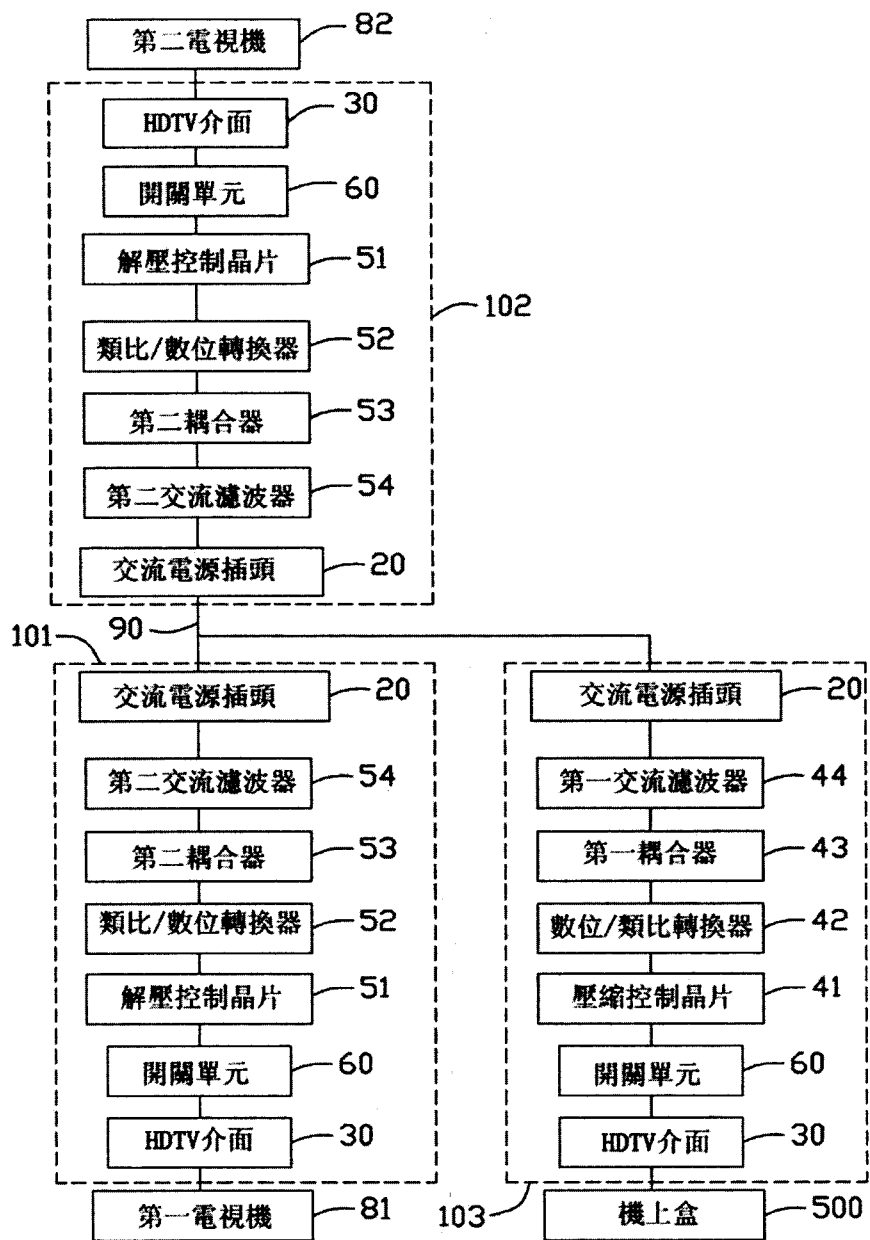 第二電視機 82
HDTV介面 30
開關單元 60
解壓控制晶片 51
102
類比/數位轉換器 52
第二耦合器 53
第二交流濾波器 54
交流電源插頭 20
90
101
交流電源插頭 20
第二交流濾波器 54
第二耦合器 53
類比/數位轉換器 52
解壓控制晶片 51
開關單元 60
HDTV介面 30
第一電視機 81
交流電源插頭 20
第一交流濾波器 44
第一耦合器 43
數位/類比轉換器 42
壓縮控制晶片 41
開關單元 60
HDTV介面 30
103
機上盒 500